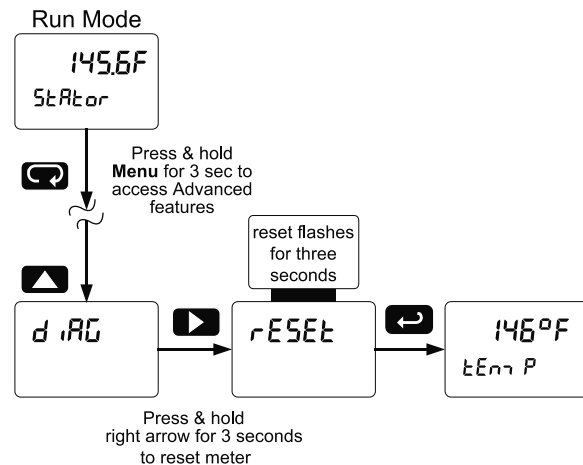 Run Mode
145.6F
StAtor
Press & hold
Menu for 3 sec to
access Advanced
features
reset flashes
for three
seconds
diAG
rESEt
146°F
tEmP
Press & hold
right arrow for 3 seconds
to reset meter